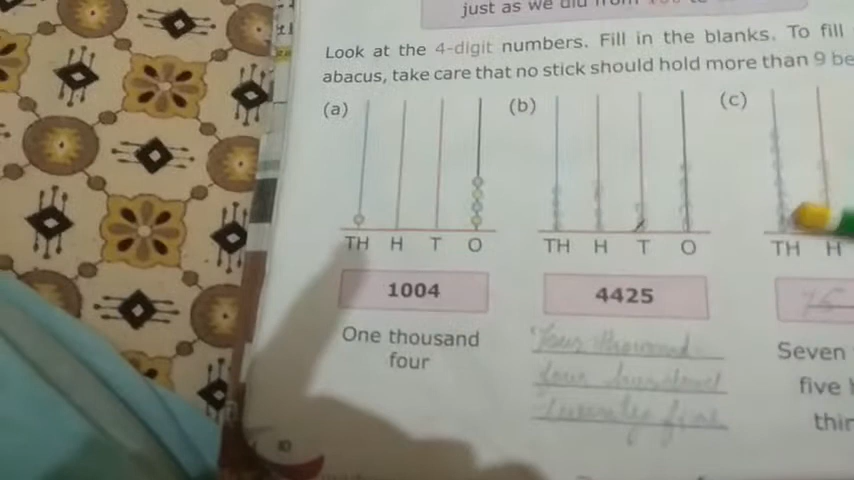 just as we did from
Look at the 4-digit numbers. Fill in the blanks. To fill
abacus, take care that no stick should hold more than 9 be
(a) (b) (c)
TH H T O TH H T O TH H
1004 4425 75
One thousand
four
Four thousand
four hundred
twenty five
Seven
five h
thir